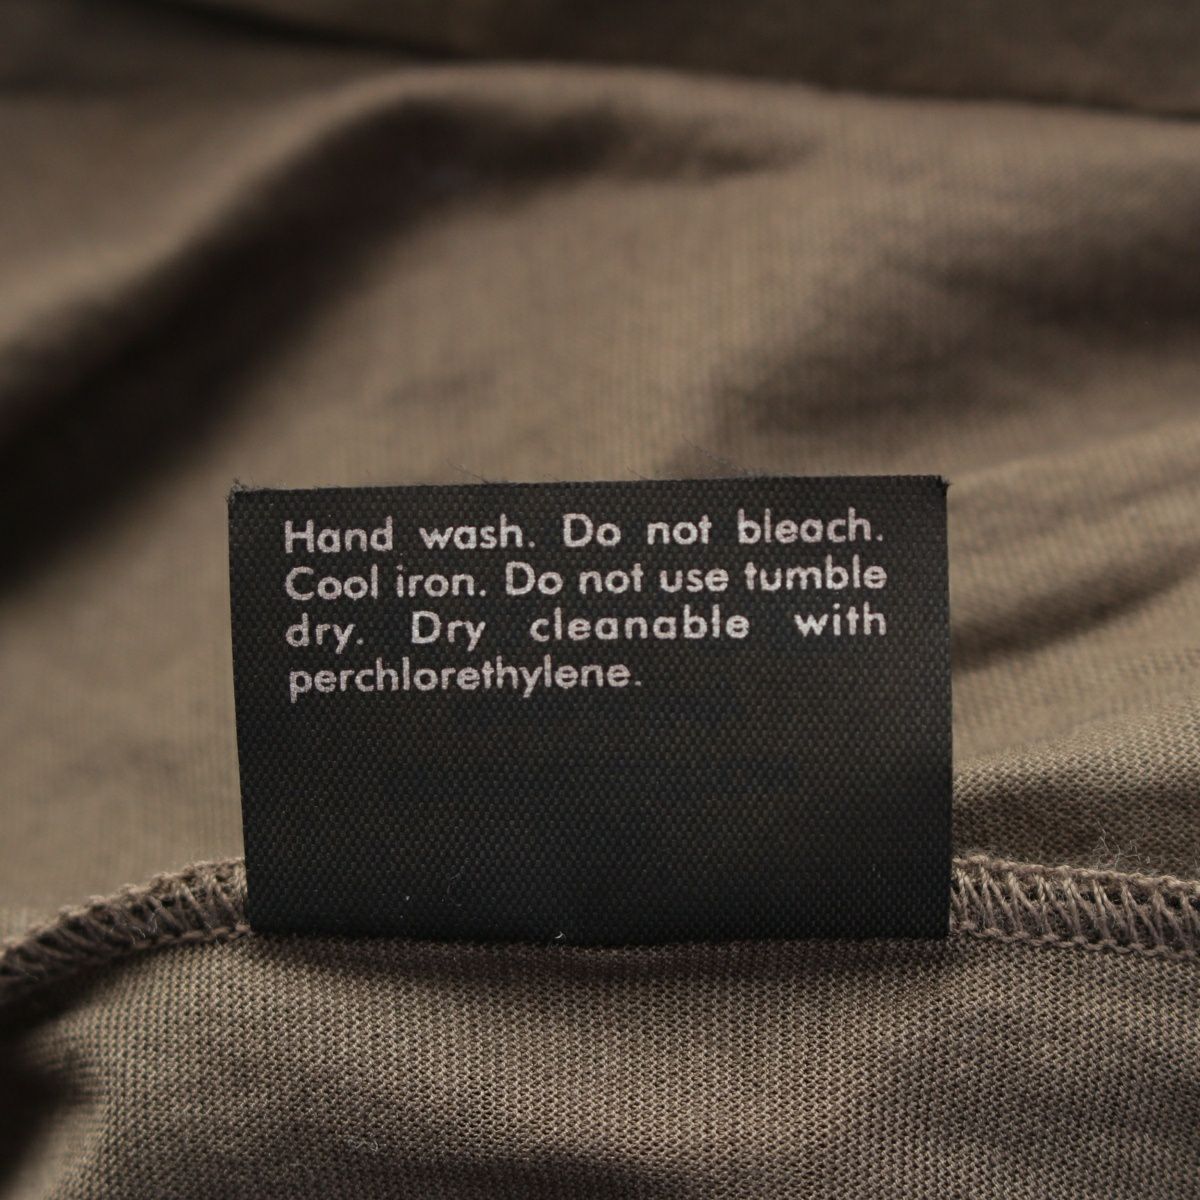 Hand wash. Do not bleach.
Cool iron. Do not use tumble
dry. Dry cleanable with
perchlorethylene.